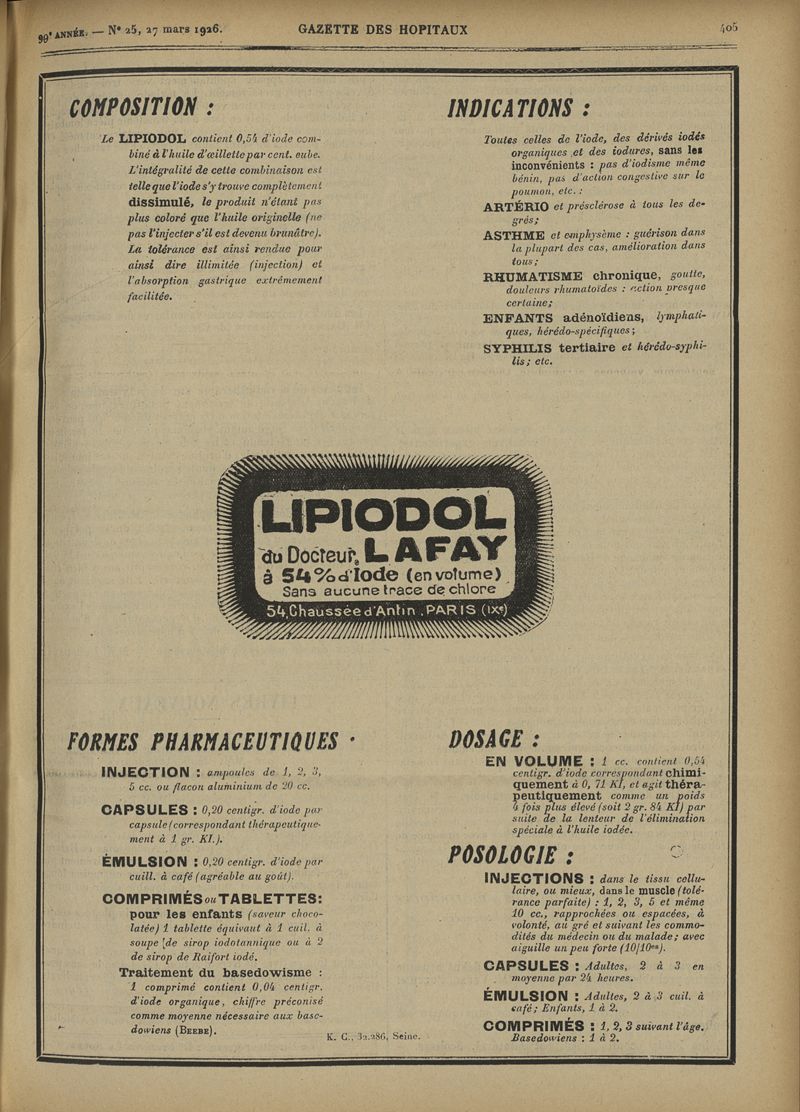 99e ANNÉE. — N° 25, 27 mars 1926. GAZETTE DES HOPITAUX 405
COMPOSITION :
Le LIPIODOL contient 0,54 d'iode com-
biné à l'huile d'œillette par cent. cube.
L'intégralité de cette combinaison est
telle que l'iode s'y trouve complètement
dissimulé, le produit n'étant pas
plus coloré que l'huile originelle (ne
pas l'injecter s'il est devenu brunâtre).
La tolérance est ainsi rendue pour
ainsi dire illimitée (injection) et
l'absorption gastrique extrêmement
facilitée.
INDICATIONS :
Toutes celles de l'iode, des dérivés iodés
organiques et des iodures, sans les
inconvénients : pas d'iodisme même
bénin, pas d'action congestive sur le
poumon, etc. :
ARTÉRIO et présclérose à tous les de-
grés;
ASTHME et emphysème : guérison dans
la plupart des cas, amélioration dans
tous;
RHUMATISME chronique, goutte,
douleurs rhumatoïdes : action presque
certaine;
ENFANTS adénoïdiens, lymphati-
ques, hérédo-spécifiques;
SYPHILIS tertiaire et hérédo-syphi-
lis; etc.
LIPIODOL
du Docteur LAFAY
à 54% d'Iode (en volume)
Sans aucune trace de chlore
54, Chaussée d'Antin, PARIS (IXe)
FORMES PHARMACEUTIQUES
INJECTION : ampoules de 1, 2, 3,
5 cc. ou flacon aluminium de 20 cc.
CAPSULES : 0,20 centigr. d'iode par
capsule (correspondant thérapeutique-
ment à 1 gr. KI.).
ÉMULSION : 0,20 centigr. d'iode par
cuill. à café (agréable au goût).
COMPRIMÉS ou TABLETTES:
pour les enfants (saveur choco-
latée) 1 tablette équivaut à 1 cuil. à
soupe [de sirop iodotannique ou à 2
de sirop de Raifort iodé.
Traitement du basedowisme :
1 comprimé contient 0,04 centigr.
d'iode organique, chiffre préconisé
comme moyenne nécessaire aux base-
dowiens (BEEBE).
DOSAGE :
EN VOLUME : 1 cc. contient 0,54
centigr. d'iode correspondant chimi-
quement à 0, 71 KI, et agit théra-
peutiquement comme un poids
4 fois plus élevé (soit 2 gr. 84 KI) par
suite de la lenteur de l'élimination
spéciale à l'huile iodée.
POSOLOGIE :
INJECTIONS : dans le tissu cellu-
laire, ou mieux, dans le muscle (tolé-
rance parfaite) : 1, 2, 3, 5 et même
10 cc., rapprochées ou espacées, à
volonté, au gré et suivant les commo-
dités du médecin ou du malade; avec
aiguille un peu forte (10/10es).
CAPSULES : Adultes, 2 à 3 en
moyenne par 24 heures.
ÉMULSION : Adultes, 2 à 3 cuil. à
café; Enfants, 1 à 2.
COMPRIMÉS : 1, 2, 3 suivant l'âge.
Basedowiens : 1 à 2.
K. C., 32.286, Seine.